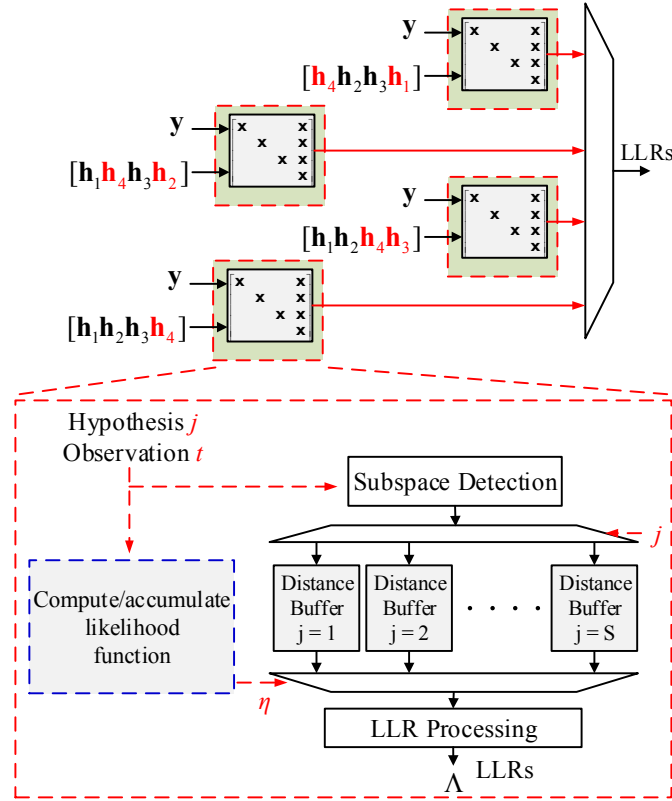 y
[h₄h₂h₃h₁]
x
x
x x
x
x
x
y
[h₁h₄h₃h₂]
x x
x x
x x
x
LLRs
y
[h₁h₂h₄h₃]
x x
x x
x x
x
y
[h₁h₂h₃h₄]
x x
x x
x x
x
Hypothesis j
Observation t
Subspace Detection
j
Compute/accumulate
likelihood
function
Distance
Buffer
j = 1
Distance
Buffer
j = 2
. . . .
Distance
Buffer
j = S
η
LLR Processing
Λ LLRs